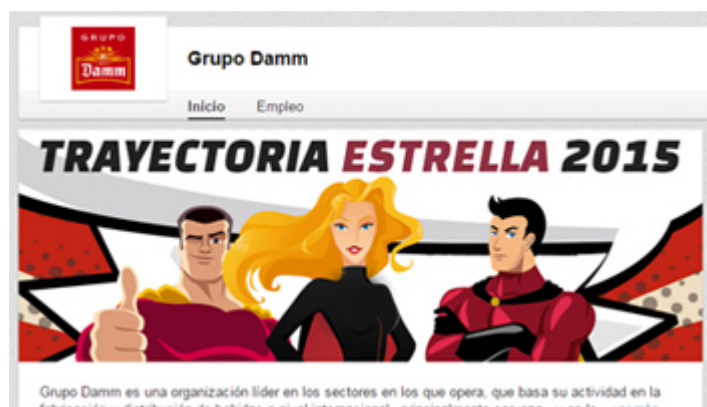 GRUPO
Damm
Grupo Damm
Inicio Empleo
TRAYECTORIA ESTRELLA 2015
Grupo Damm es una organización líder en los sectores en los que opera, que basa su actividad en la